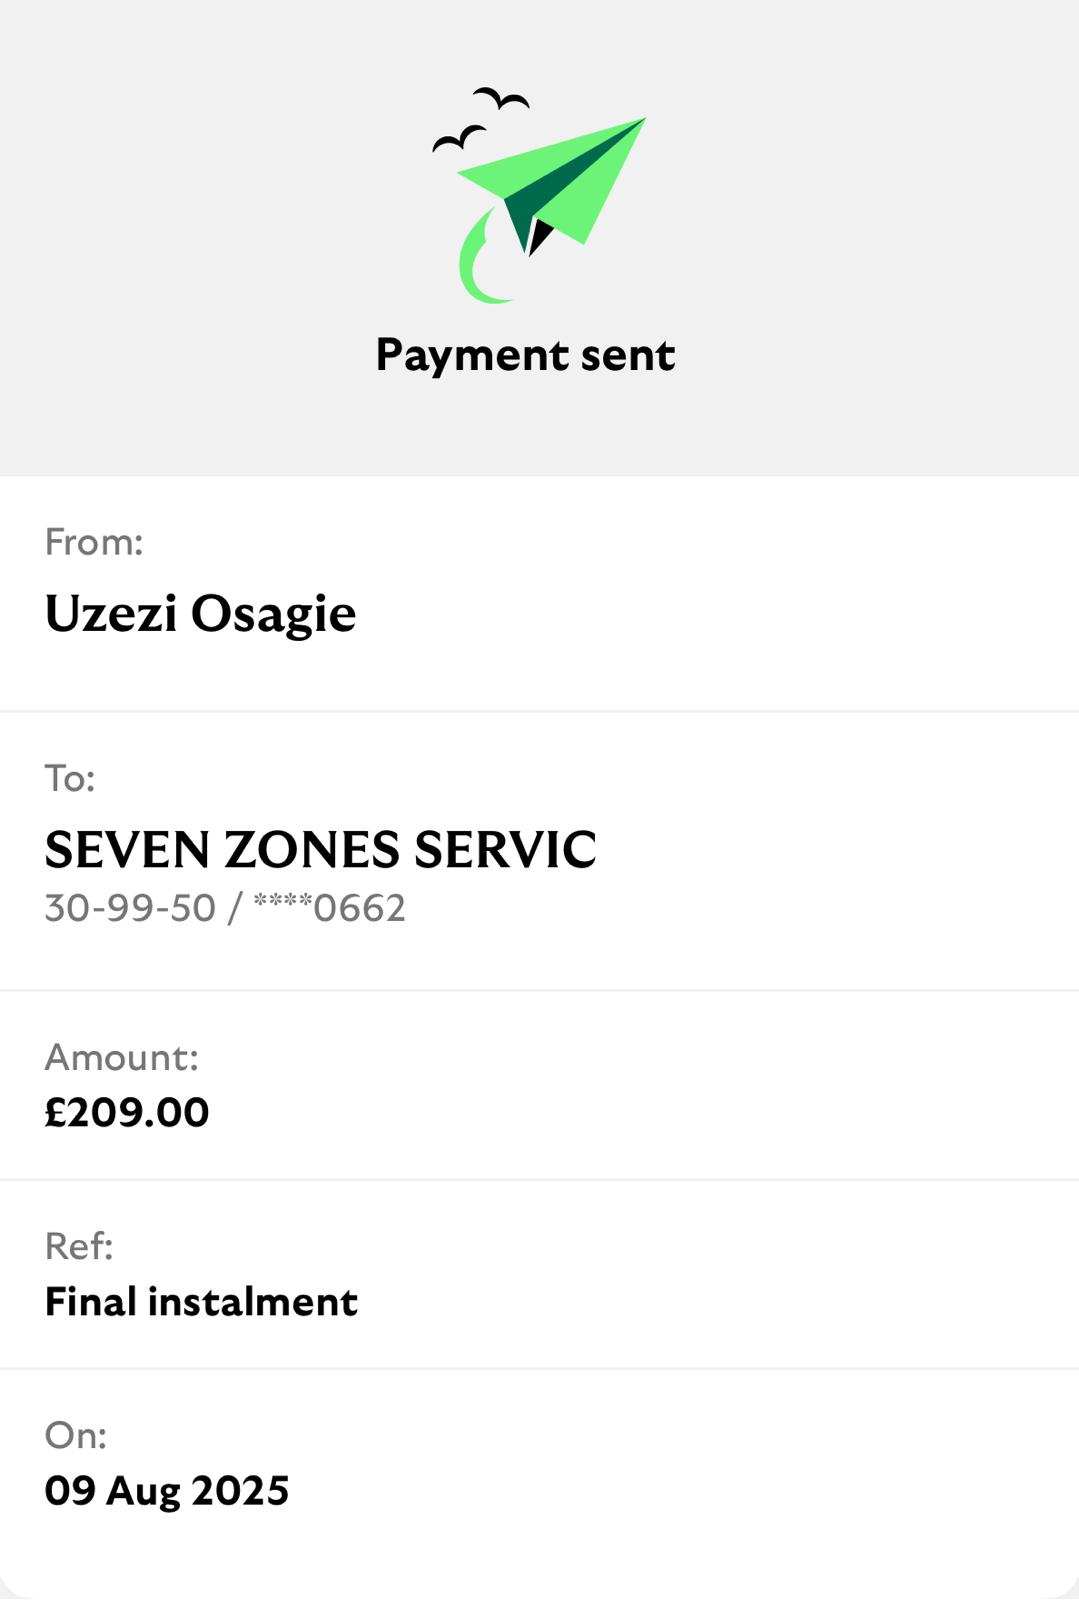 Payment sent
From:
Uzezi Osagie
To:
SEVEN ZONES SERVIC
30-99-50 / ****0662
Amount:
£209.00
Ref:
Final instalment
On:
09 Aug 2025